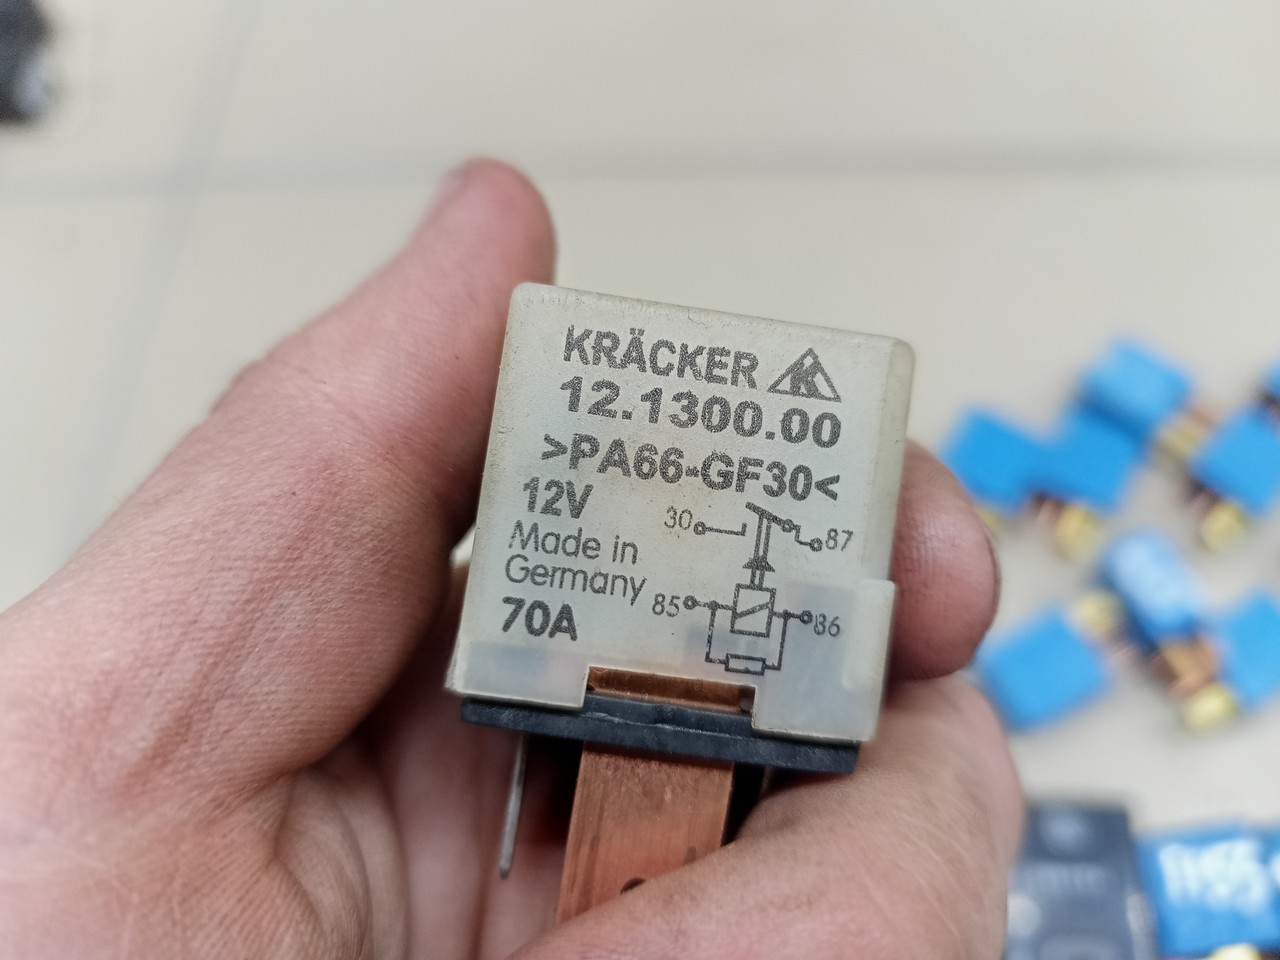 KRÄCKER
12.1300.00
>PA66-GF30<
12V
30
87
Made in
Germany
85
86
70A